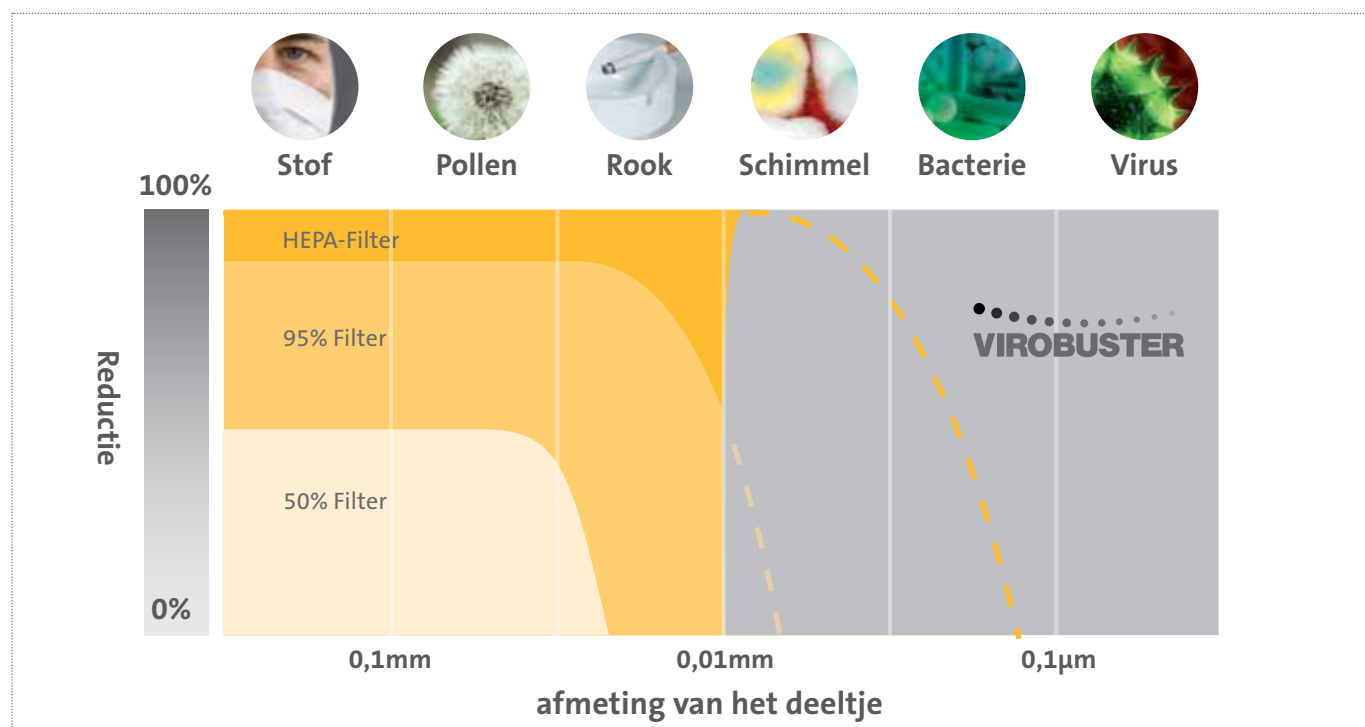 Stof
Pollen
Rook
Schimmel
Bacterie
Virus
100%
HEPA-Filter
95% Filter
50% Filter
VIROBUSTER
Reductie
0%
0,1mm
0,01mm
0,1µm
afmeting van het deeltje